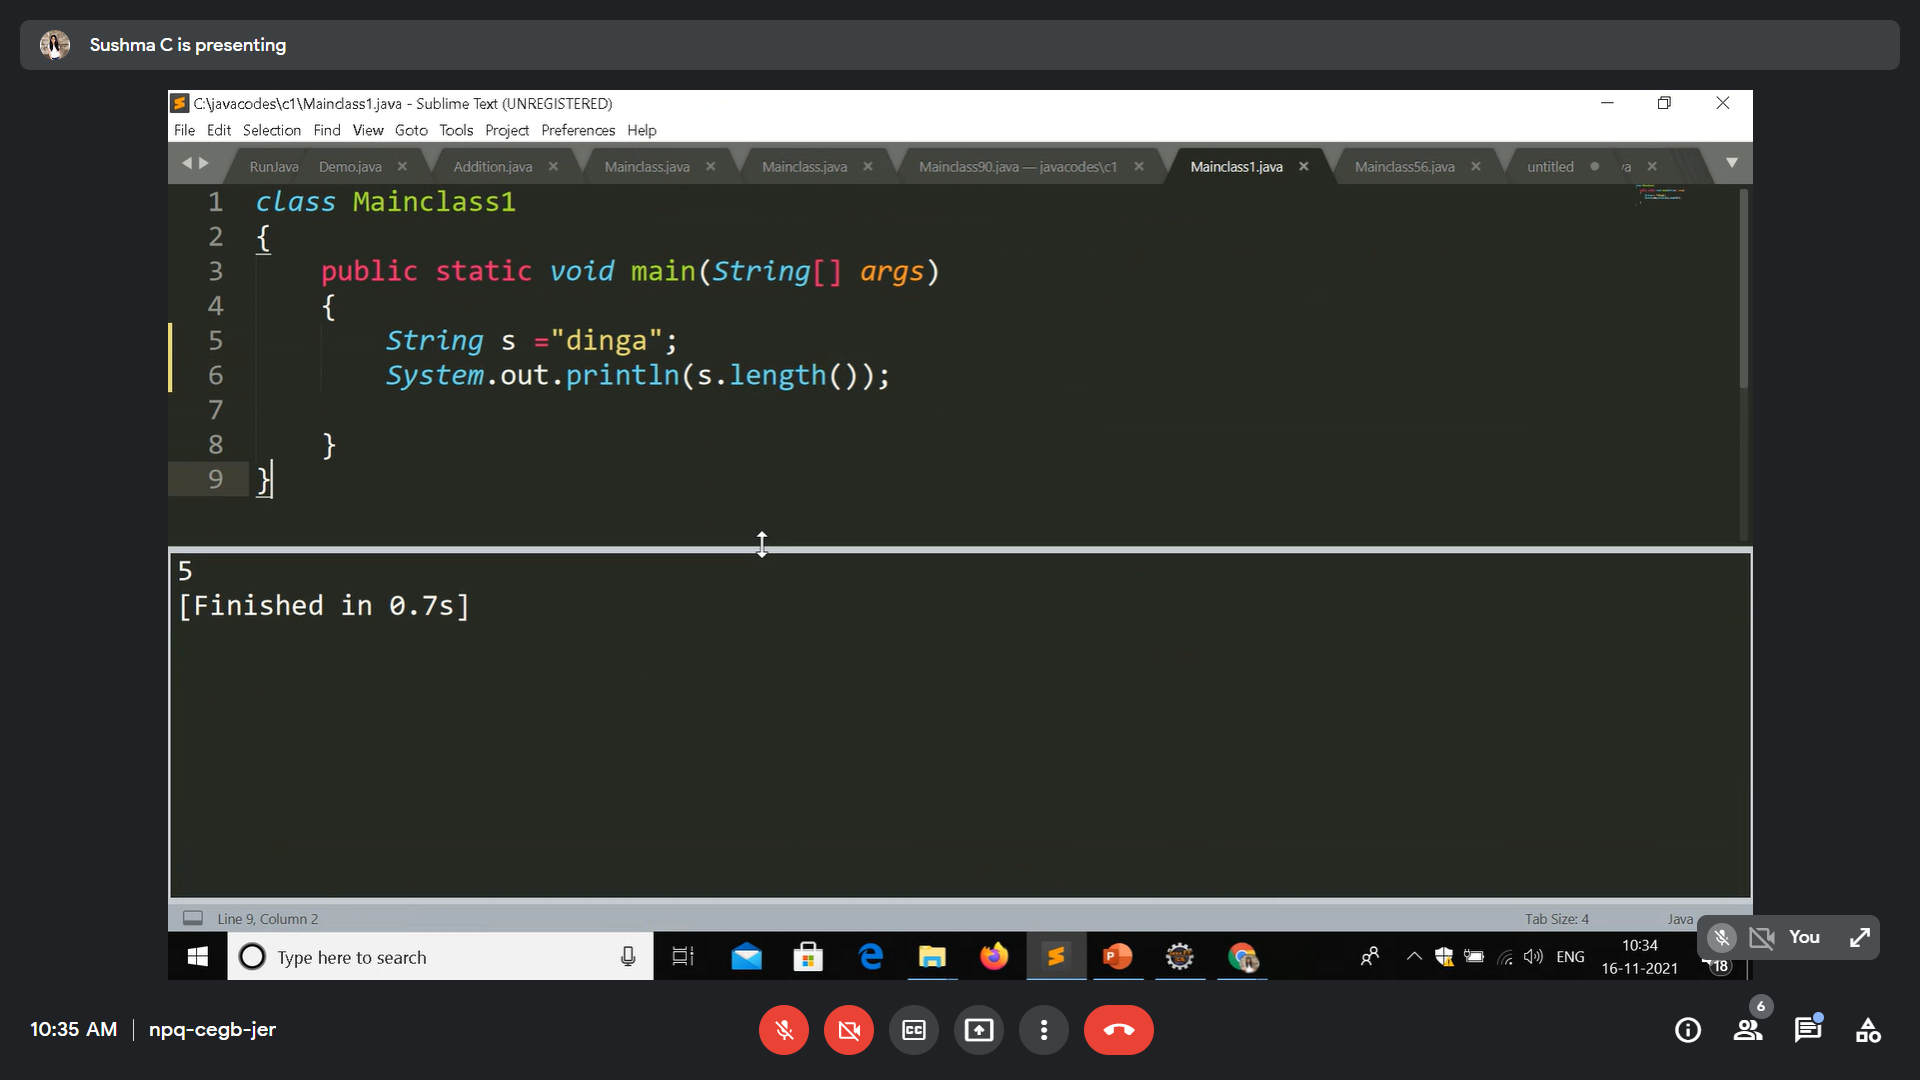 Sushma C is presenting
C:\javacodes\c1\Mainclass1.java - Sublime Text (UNREGISTERED)
File Edit Selection Find View Goto Tools Project Preferences Help
RunJava Demo.java Addition.java Mainclass.java Mainclass.java Mainclass90.java — javacodes\c1 Mainclass1.java Mainclass56.java untitled va
1 class Mainclass1
2 {
3 public static void main(String[] args)
4 {
5 String s ="dinga";
6 System.out.println(s.length());
7
8 }
9 }
5
[Finished in 0.7s]
Line 9, Column 2 Tab Size: 4 Java
You
Type here to search ENG 10:34
16-11-2021 18
10:35 AM | npq-cegb-jer CC 6